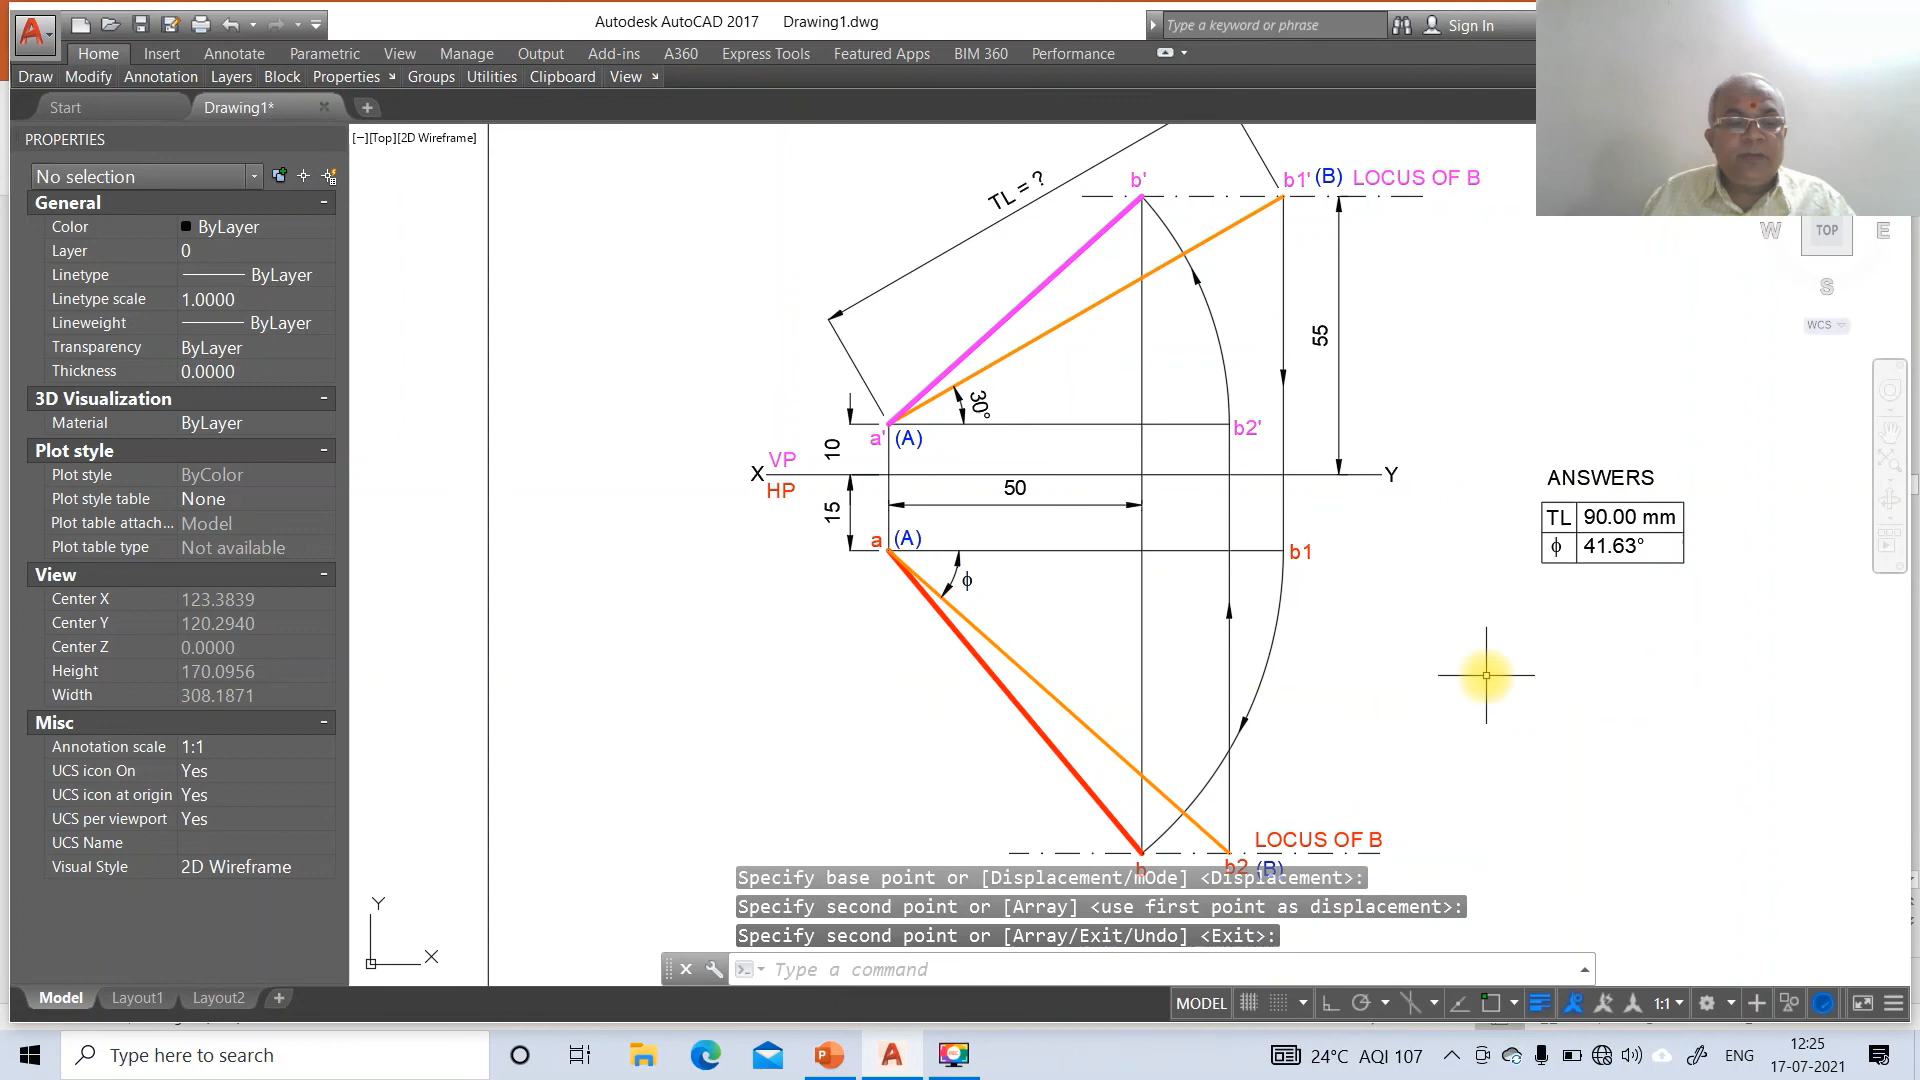 Autodesk AutoCAD 2017    Drawing1.dwg
Type a keyword or phrase
Sign In
Home Insert Annotate Parametric View Manage Output Add-ins A360 Express Tools Featured Apps BIM 360 Performance
Draw Modify Annotation Layers Block Properties Groups Utilities Clipboard View
Start Drawing1*
PROPERTIES
No selection
General
Color ByLayer
Layer 0
Linetype ByLayer
Linetype scale 1.0000
Lineweight ByLayer
Transparency ByLayer
Thickness 0.0000
3D Visualization
Material ByLayer
Plot style
Plot style ByColor
Plot style table None
Plot table attach... Model
Plot table type Not available
View
Center X 123.3839
Center Y 120.2940
Center Z 0.0000
Height 170.0956
Width 308.1871
Misc
Annotation scale 1:1
UCS icon On Yes
UCS icon at origin Yes
UCS per viewport Yes
UCS Name
Visual Style 2D Wireframe
[−][Top][2D Wireframe]
TL = ?
b'
b1' (B) LOCUS OF B
55
30°
a' (A)
b2'
10
VP
X
Y
HP
50
15
a (A)
b1
ϕ
LOCUS OF B
b
b2 (B)
ANSWERS
TL 90.00 mm
ϕ 41.63°
W TOP E
S
WCS
Y
X
Specify base point or [Displacement/mOde] <Displacement>:
Specify second point or [Array] <use first point as displacement>:
Specify second point or [Array/Exit/Undo] <Exit>:
Type a command
Model Layout1 Layout2
MODEL
1:1
Type here to search
24°C AQI 107
ENG
12:25
17-07-2021